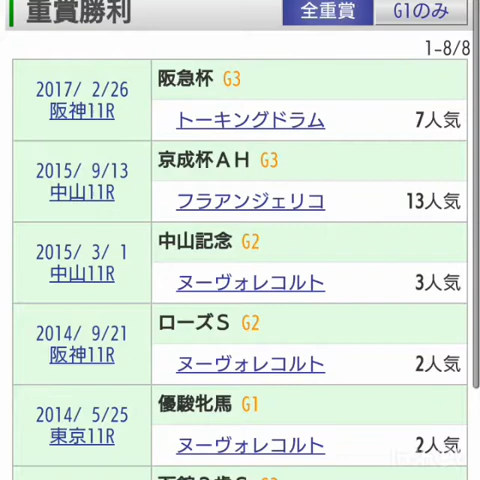 重賞勝利
全重賞 G1のみ
1-8/8
2017/ 2/26
阪神11R
阪急杯 G3
トーキングドラム 7人気
2015/ 9/13
中山11R
京成杯AH G3
フラアンジェリコ 13人気
2015/ 3/ 1
中山11R
中山記念 G2
ヌーヴォレコルト 3人気
2014/ 9/21
阪神11R
ローズS G2
ヌーヴォレコルト 2人気
2014/ 5/25
東京11R
優駿牝馬 G1
ヌーヴォレコルト 2人気